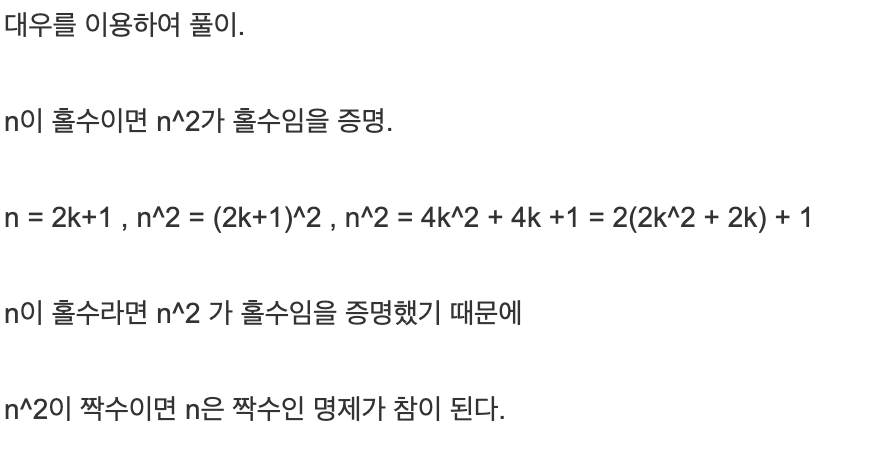 대우를 이용하여 풀이.
n이 홀수이면 n^2가 홀수임을 증명.
n = 2k+1 , n^2 = (2k+1)^2 , n^2 = 4k^2 + 4k +1 = 2(2k^2 + 2k) + 1
n이 홀수라면 n^2 가 홀수임을 증명했기 때문에
n^2이 짝수이면 n은 짝수인 명제가 참이 된다.